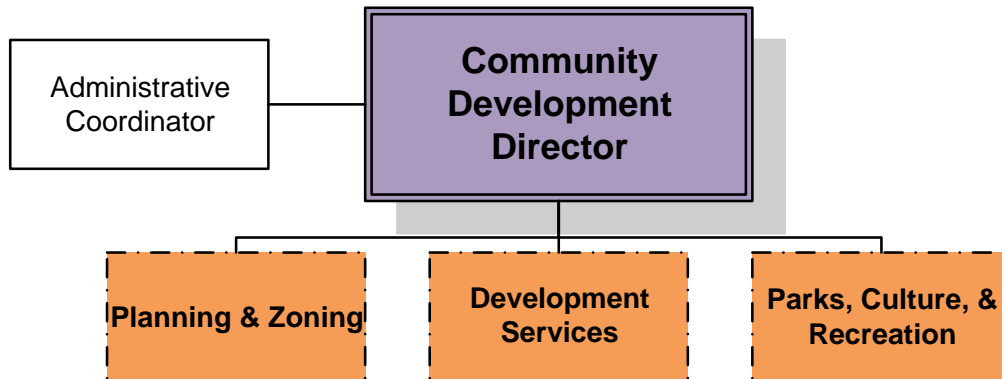 Administrative
Coordinator
Community
Development
Director
Planning & Zoning
Development
Services
Parks, Culture, &
Recreation